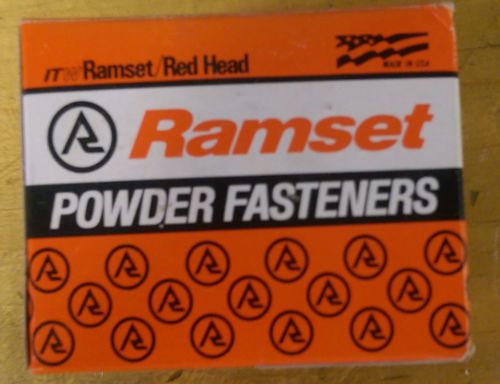 ITW Ramset/Red Head
MADE IN USA
Ramset
POWDER FASTENERS